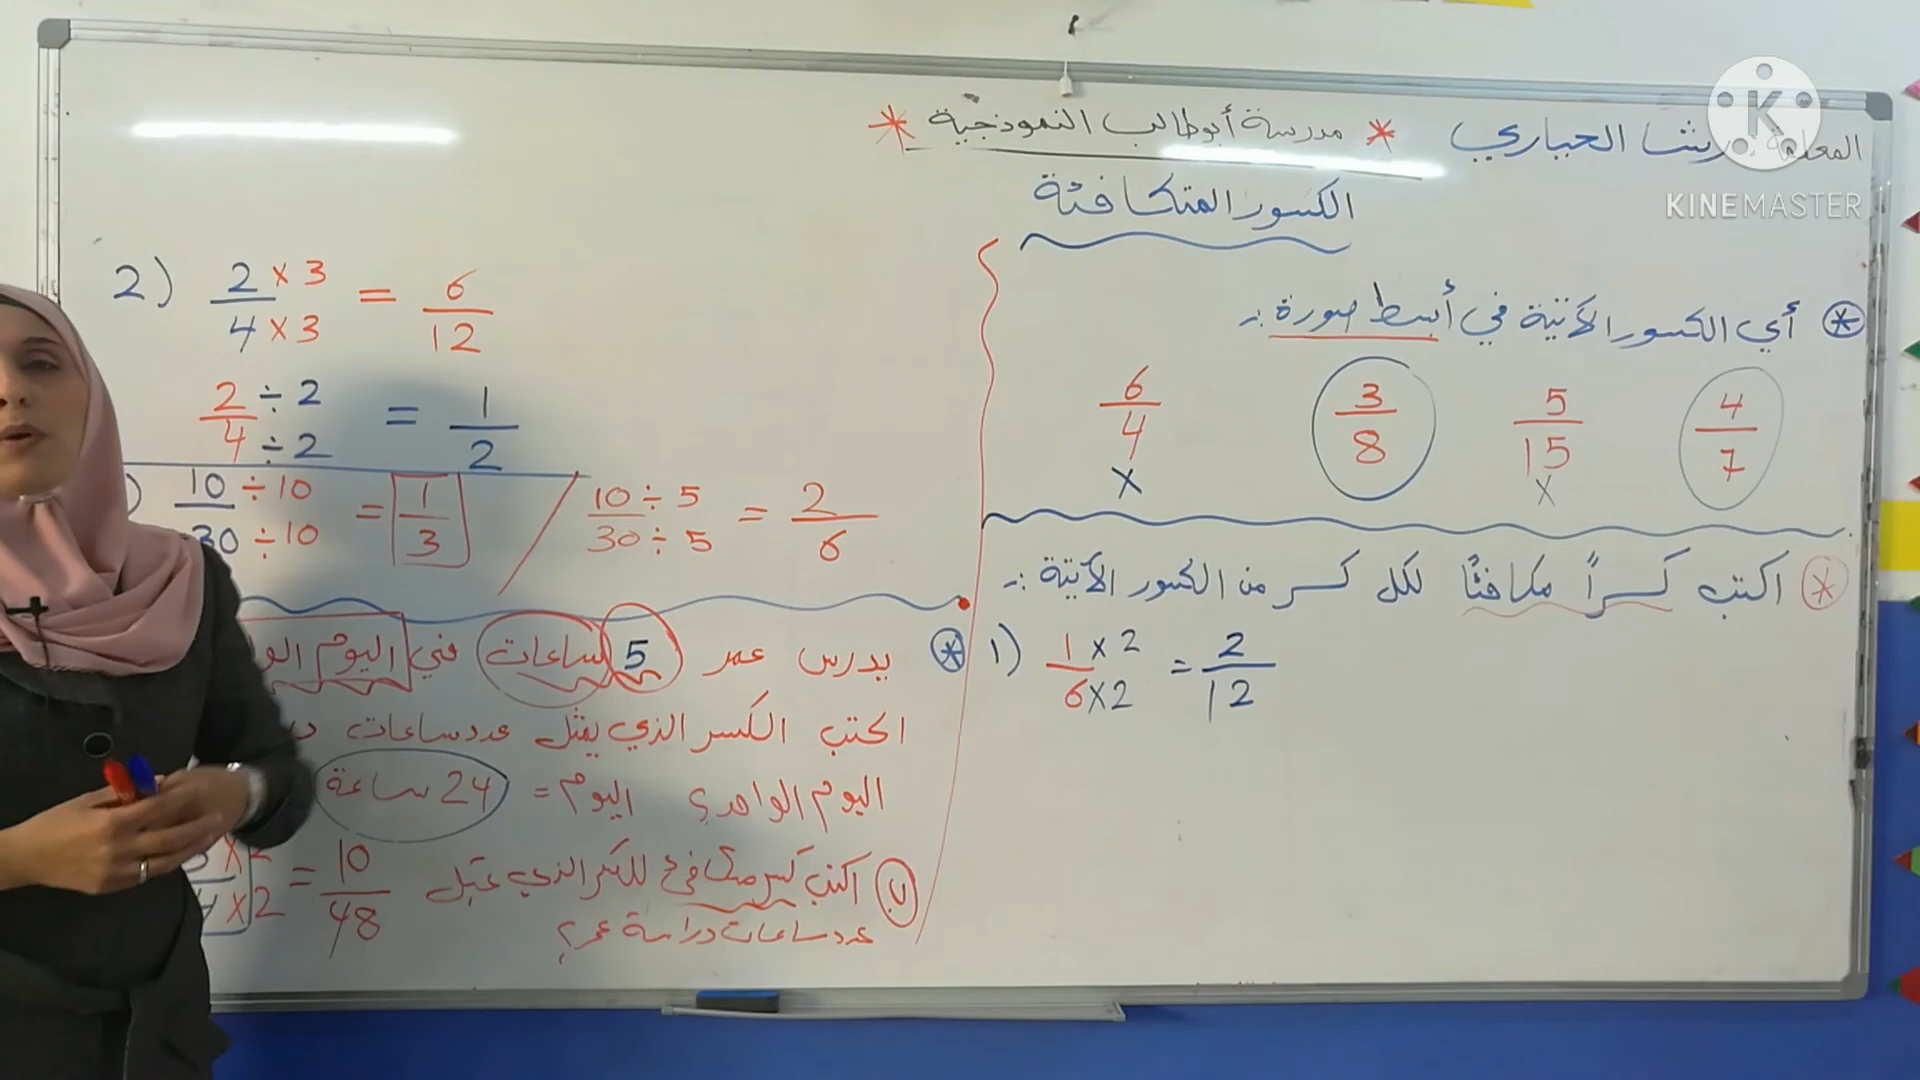 المعلمة رشا الحباري * مدرسة أبو طالب النموذجية *
KINEMASTER
الكسور المتكافئة
* أي الكسور الآتية في أبسط صورة :-
4/7 5/15 3/8 6/4
x x
* اكتب كسراً مكافئاً لكل كسر من الكسور الآتية :-
1) 1/6 x 2 / x 2 = 2/12
2) 2/4 x 3 / x 3 = 6/12
2/4 ÷ 2 / ÷ 2 = 1/2
) 10/30 ÷ 10 / ÷ 10 = 1/3 / 10/30 ÷ 5 / ÷ 5 = 2/6
* يدرس عمر 5 ساعات في اليوم
اكتب الكسر الذي يمثل عدد ساعات
اليوم الواحد؟ اليوم = 24 ساعة
ب اكتب كسر مكافئ للكسر الذي يمثل
x 2 / x 2 = 10/48
عدد ساعات دراسة عمر؟